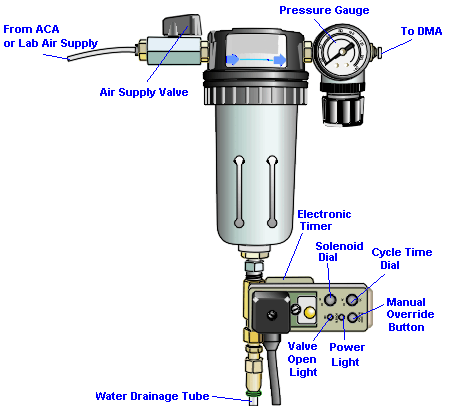 Pressure Gauge
From ACA
or Lab Air Supply
To DMA
Air Supply Valve
Electronic
Timer
Solenoid
Dial
Cycle Time
Dial
Manual
Override
Button
Valve
Open
Light
Power
Light
Water Drainage Tube